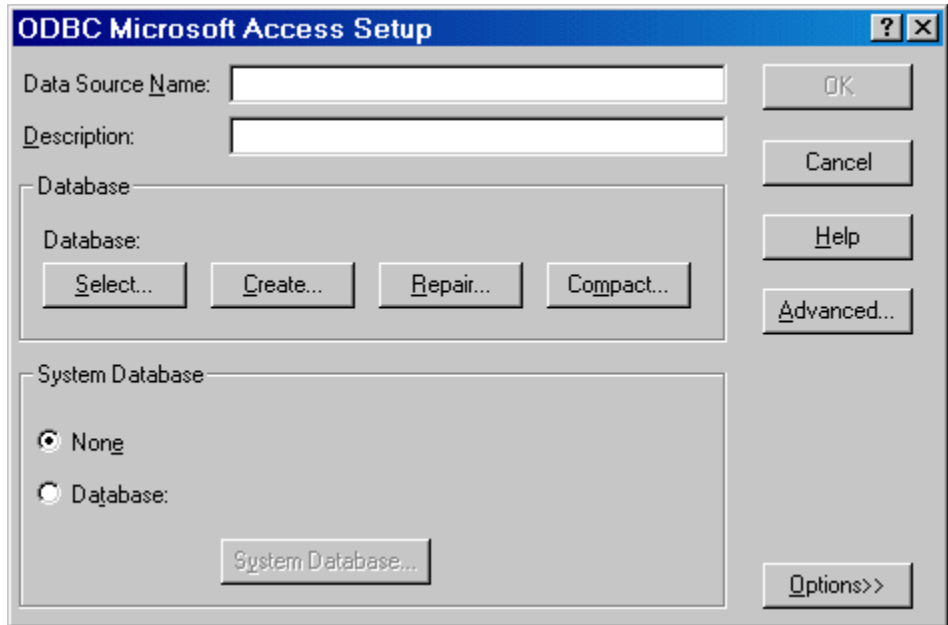 ODBC Microsoft Access Setup
Data Source Name:
OK
Description:
Cancel
Database
Database:
Help
Select... Create... Repair... Compact...
Advanced...
System Database
None
Database:
System Database...
Options>>